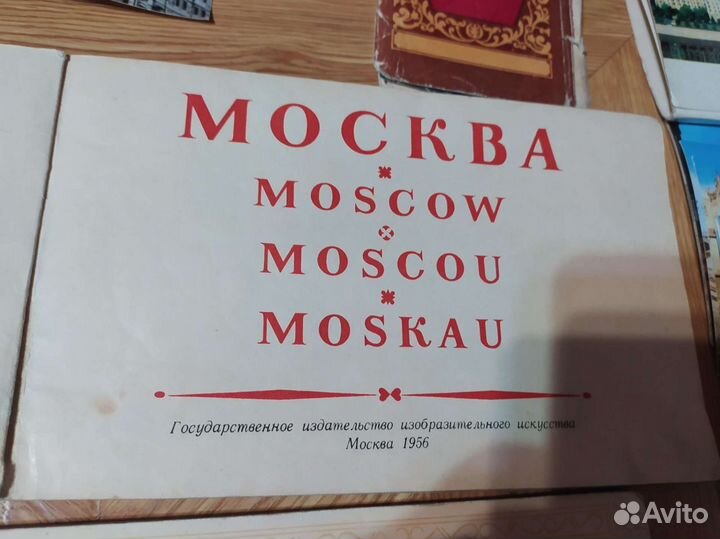 МОСКВА
MOSCOW
MOSCOU
MOSKAU
Государственное издательство изобразительного искусства
Москва 1956
Avito